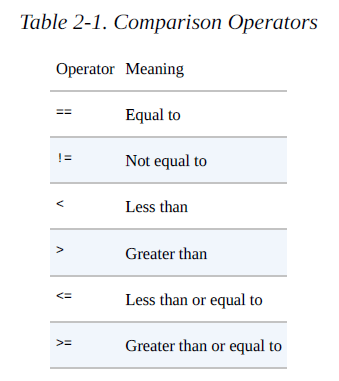 Table 2-1. Comparison Operators
Operator Meaning
== Equal to
!= Not equal to
< Less than
> Greater than
<= Less than or equal to
>= Greater than or equal to